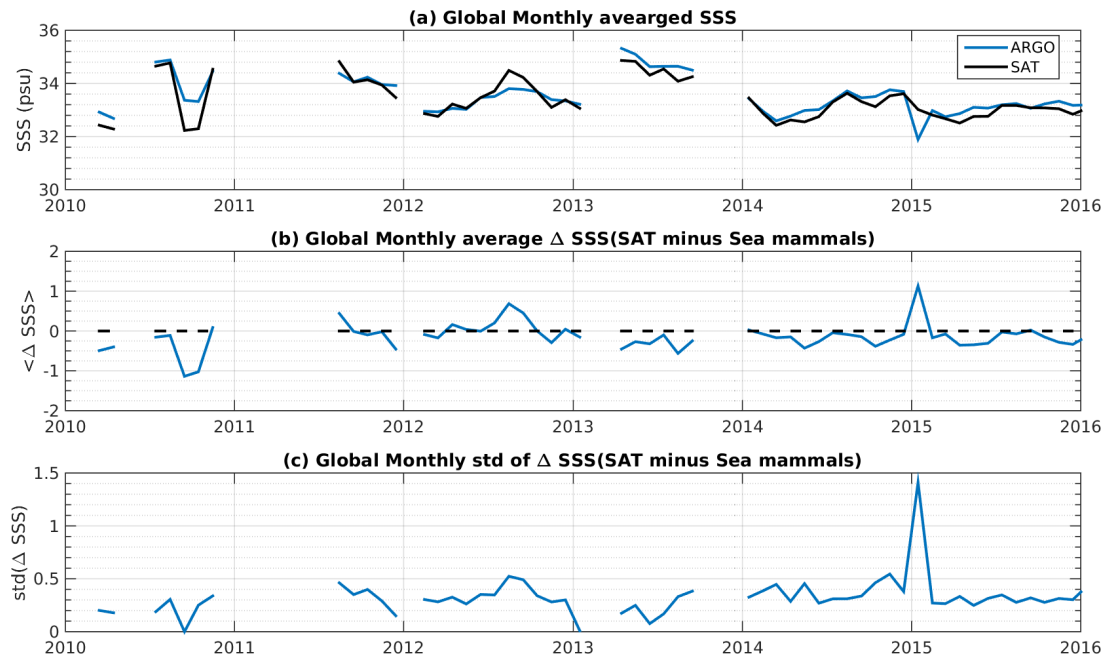 (a) Global Monthly avearged SSS
SSS (psu)
36
34
32
30
ARGO
SAT
2010 2011 2012 2013 2014 2015 2016
(b) Global Monthly average Δ SSS(SAT minus Sea mammals)
<Δ SSS>
2
1
0
-1
-2
2010 2011 2012 2013 2014 2015 2016
(c) Global Monthly std of Δ SSS(SAT minus Sea mammals)
std(Δ SSS)
1.5
1
0.5
0
2010 2011 2012 2013 2014 2015 2016